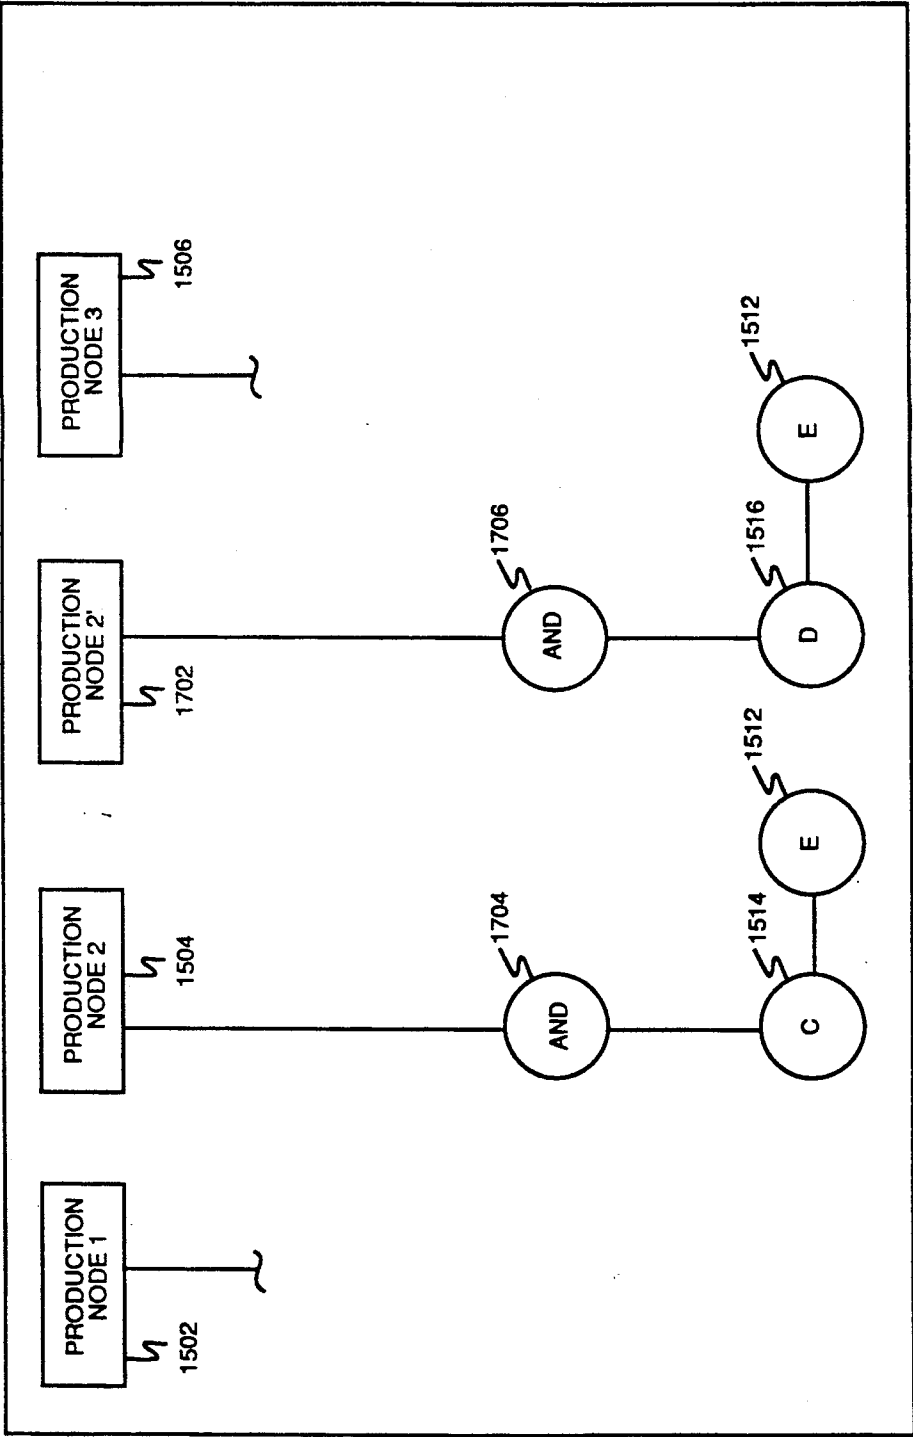 PRODUCTION
NODE 1
1502
PRODUCTION
NODE 2
1504
PRODUCTION
NODE 2'
1702
PRODUCTION
NODE 3
1506
AND
1704
AND
1706
C
1514
E
1512
D
1516
E
1512